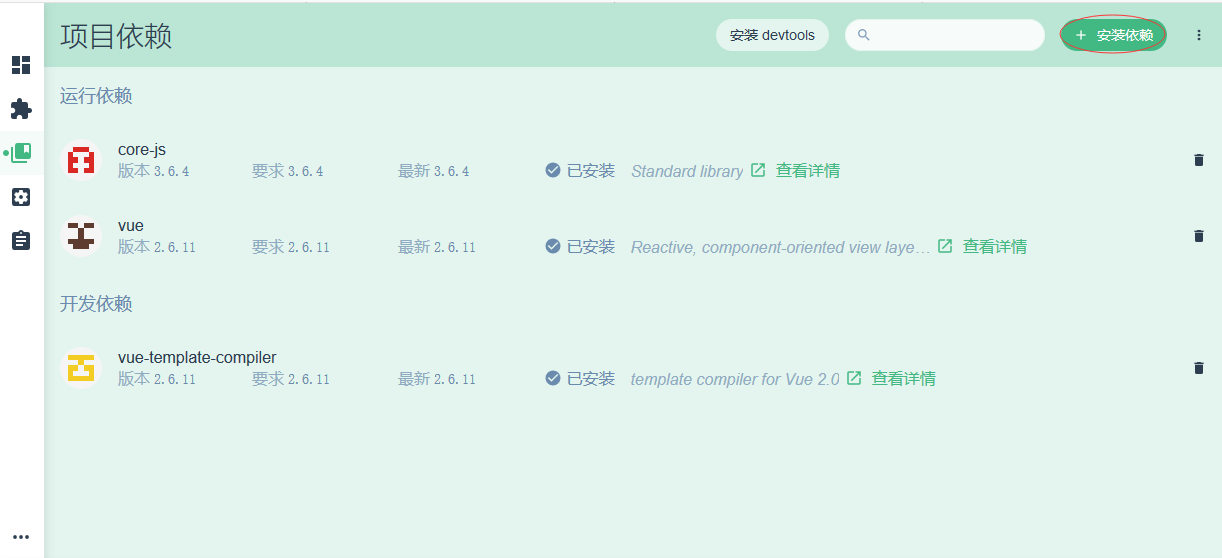 项目依赖
安装 devtools
安装依赖
运行依赖
core-js
版本 3.6.4 要求 3.6.4 最新 3.6.4 已安装 Standard library 查看详情
vue
版本 2.6.11 要求 2.6.11 最新 2.6.11 已安装 Reactive, component-oriented view laye… 查看详情
开发依赖
vue-template-compiler
版本 2.6.11 要求 2.6.11 最新 2.6.11 已安装 template compiler for Vue 2.0 查看详情